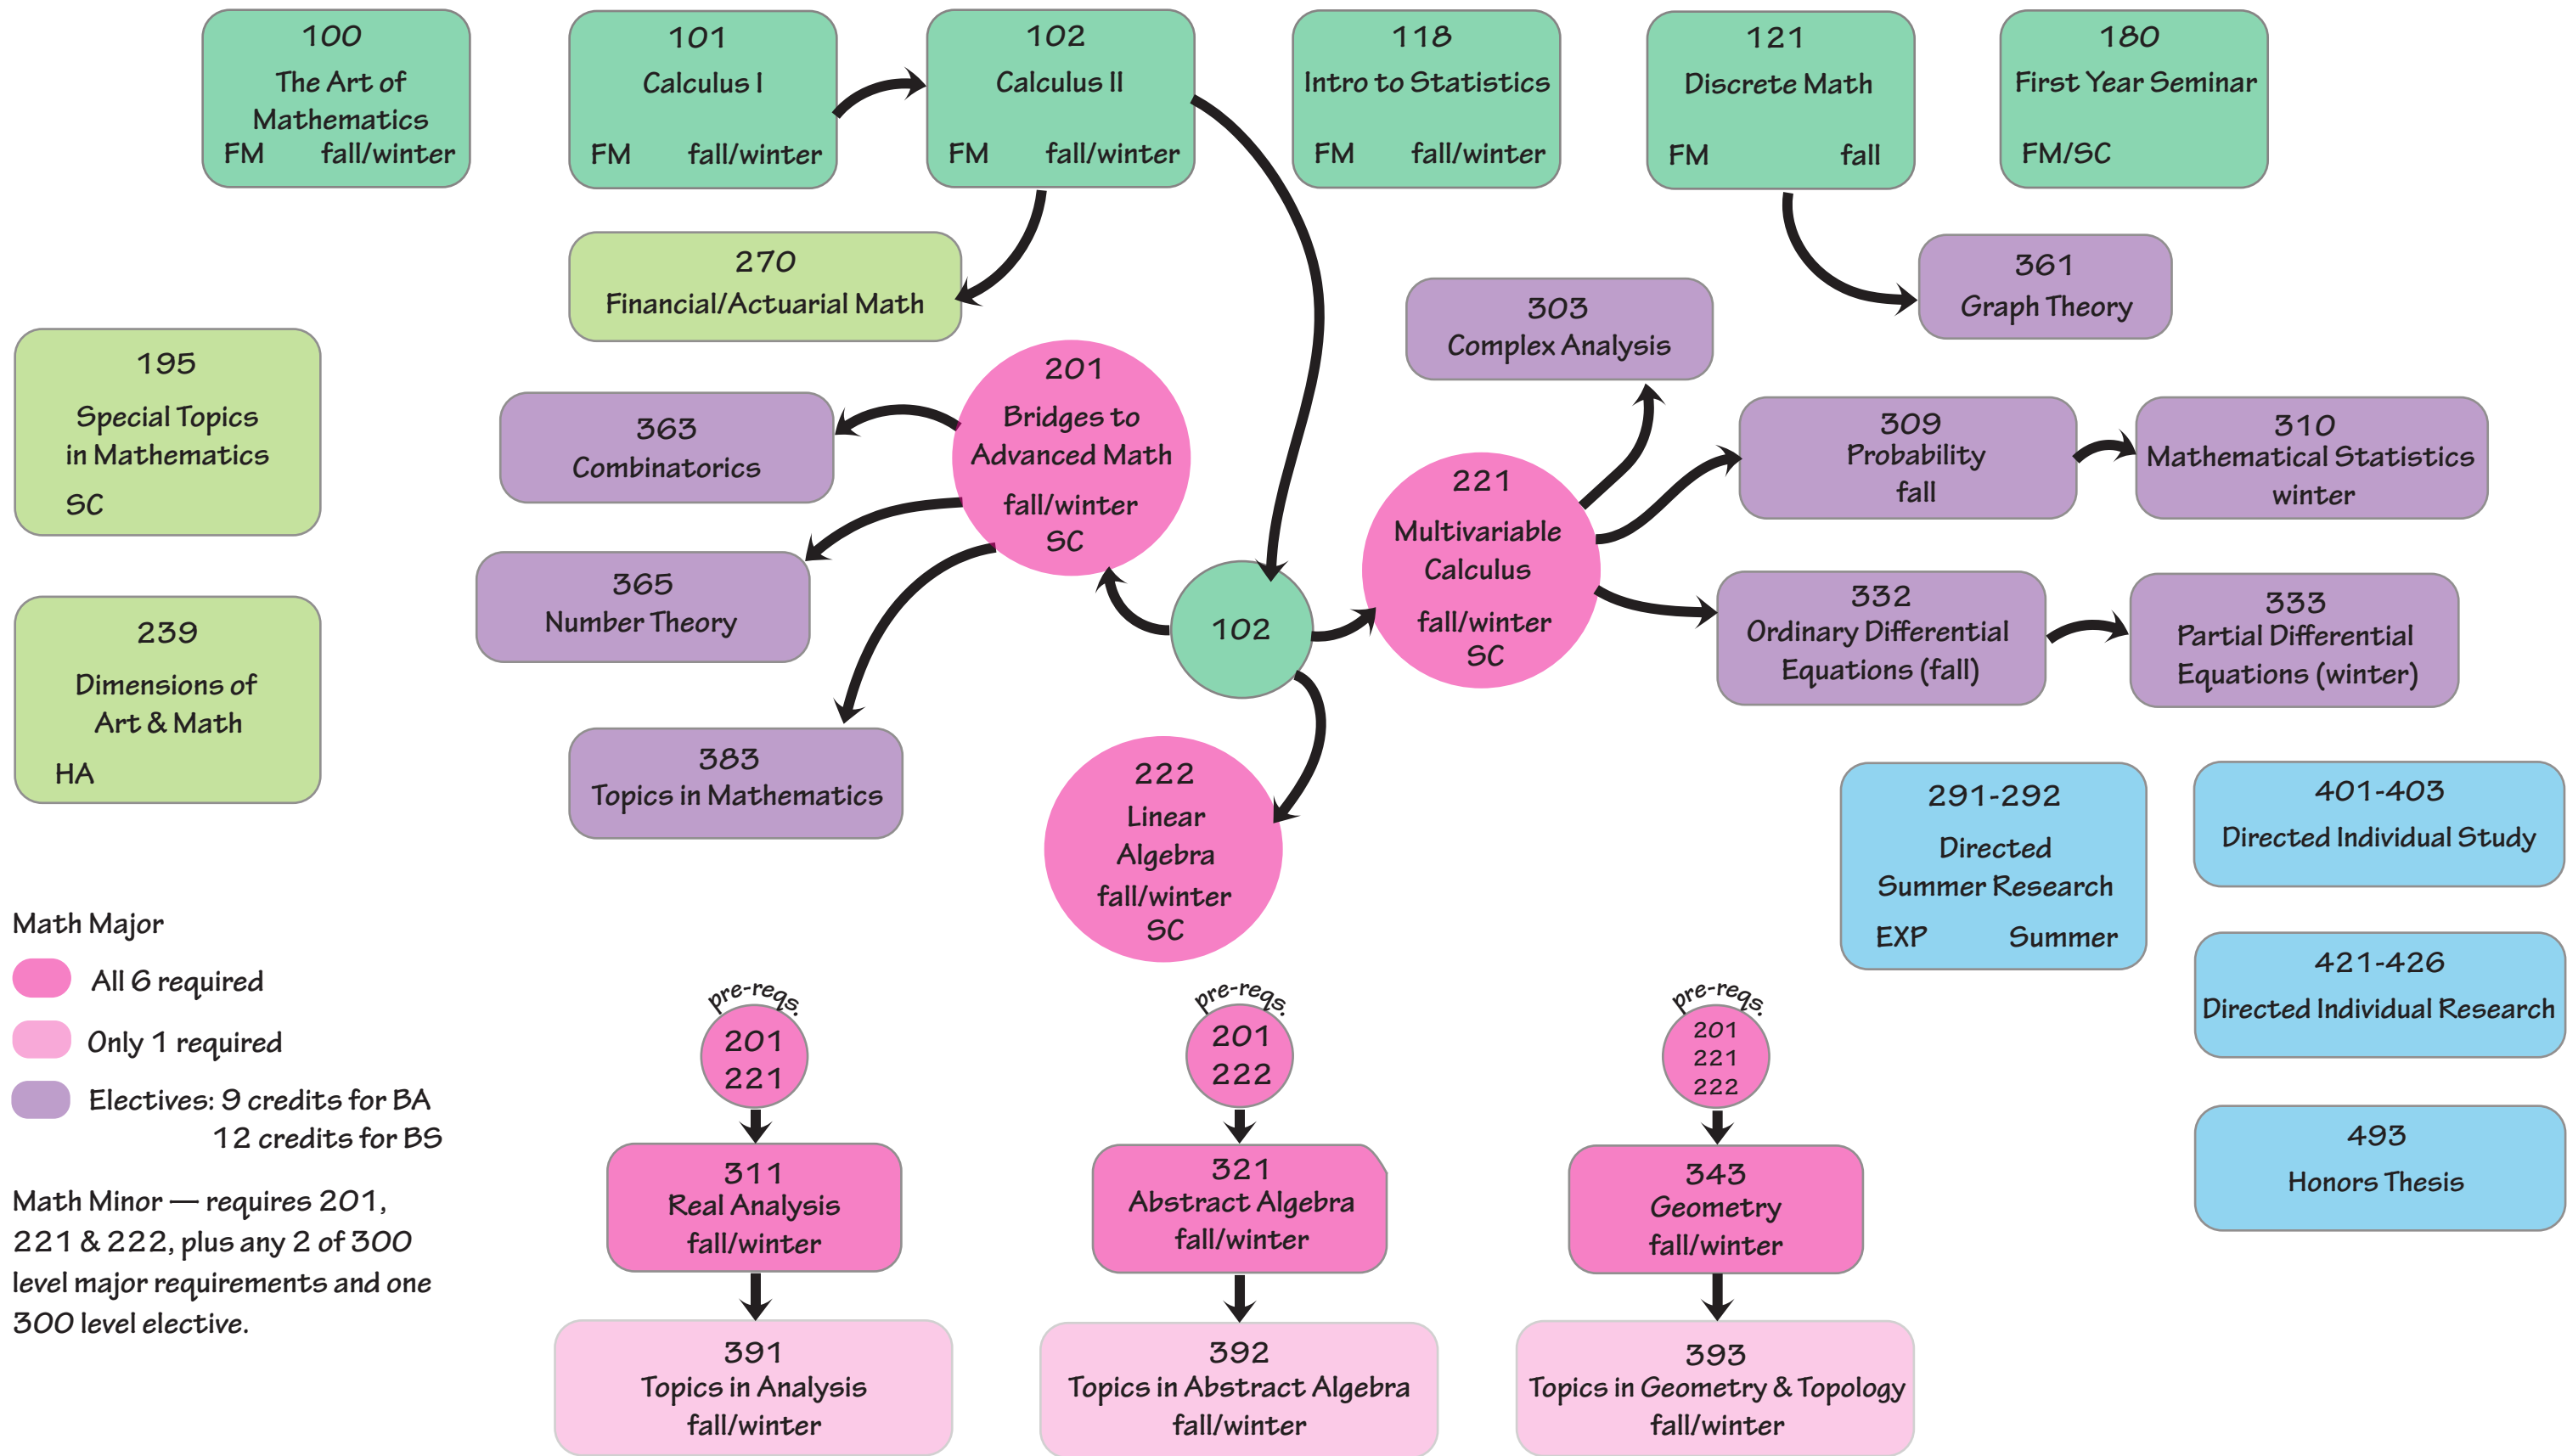 100
The Art of
Mathematics
FM fall/winter
101
Calculus I
FM fall/winter
102
Calculus II
FM fall/winter
118
Intro to Statistics
FM fall/winter
121
Discrete Math
FM fall
180
First Year Seminar
FM/SC
270
Financial/Actuarial Math
361
Graph Theory
303
Complex Analysis
195
Special Topics
in Mathematics
SC
201
Bridges to
Advanced Math
fall/winter
SC
363
Combinatorics
365
Number Theory
383
Topics in Mathematics
221
Multivariable
Calculus
fall/winter
SC
309
Probability
fall
310
Mathematical Statistics
winter
332
Ordinary Differential
Equations (fall)
333
Partial Differential
Equations (winter)
102
239
Dimensions of
Art & Math
HA
222
Linear
Algebra
fall/winter
SC
291-292
Directed
Summer Research
EXP Summer
401-403
Directed Individual Study
421-426
Directed Individual Research
493
Honors Thesis
Math Major
All 6 required
Only 1 required
Electives: 9 credits for BA
12 credits for BS
Math Minor — requires 201,
221 & 222, plus any 2 of 300
level major requirements and one
300 level elective.
pre-reqs.
201
221
311
Real Analysis
fall/winter
391
Topics in Analysis
fall/winter
pre-reqs.
201
222
321
Abstract Algebra
fall/winter
392
Topics in Abstract Algebra
fall/winter
pre-reqs.
201
221
222
343
Geometry
fall/winter
393
Topics in Geometry & Topology
fall/winter